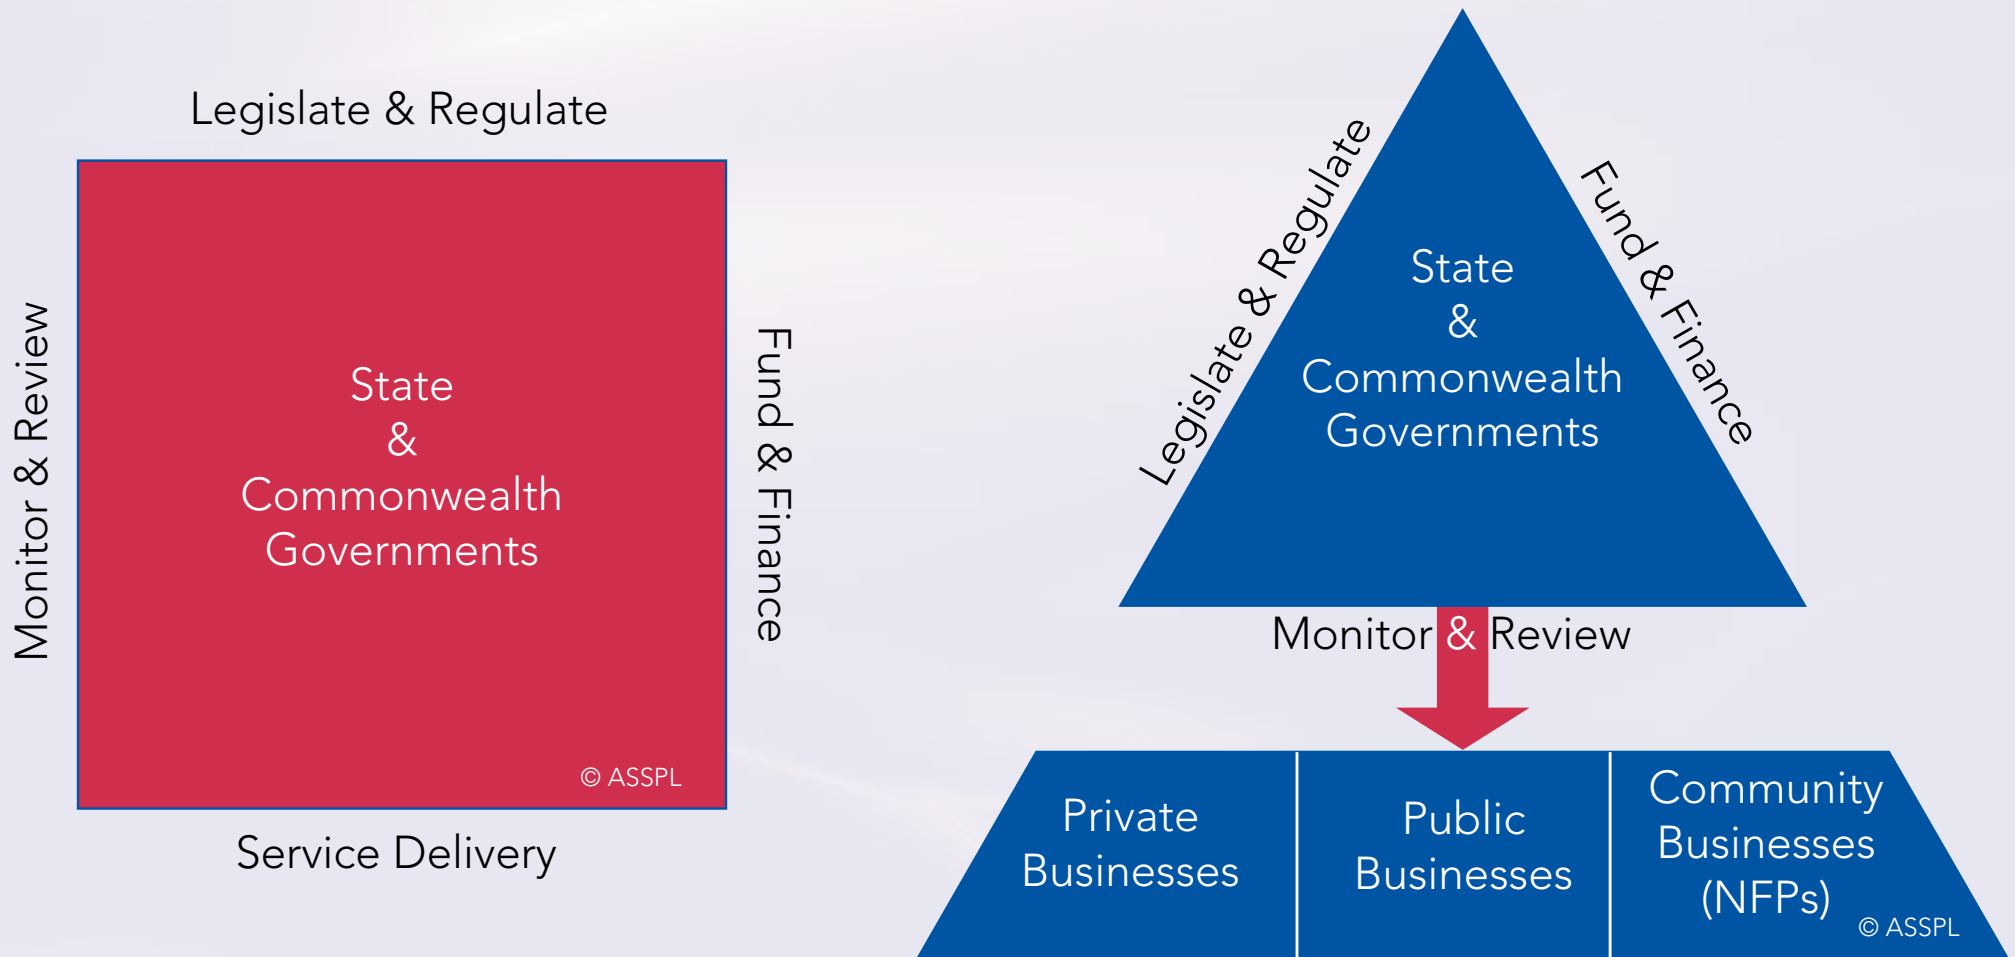 Legislate & Regulate
Monitor & Review
State
&
Commonwealth
Governments
Fund & Finance
© ASSPL
Service Delivery
Legislate & Regulate
Fund & Finance
State
&
Commonwealth
Governments
Monitor & Review
Private
Businesses
Public
Businesses
Community
Businesses
(NFPs)
© ASSPL